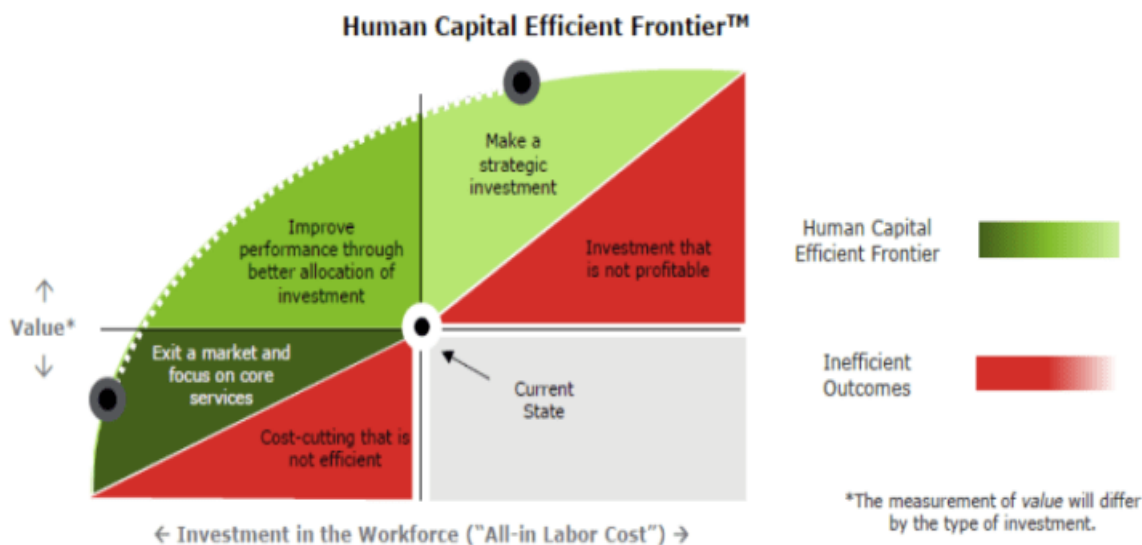 Human Capital Efficient Frontier™
Make a
strategic
investment
Improve
performance through
better allocation of
investment
Investment that
is not profitable
Human Capital
Efficient Frontier
↑
Value*
↓
Exit a market and
focus on core
services
Current
State
Inefficient
Outcomes
Cost-cutting that is
not efficient
*The measurement of value will differ
by the type of investment.
← Investment in the Workforce ("All-in Labor Cost") →